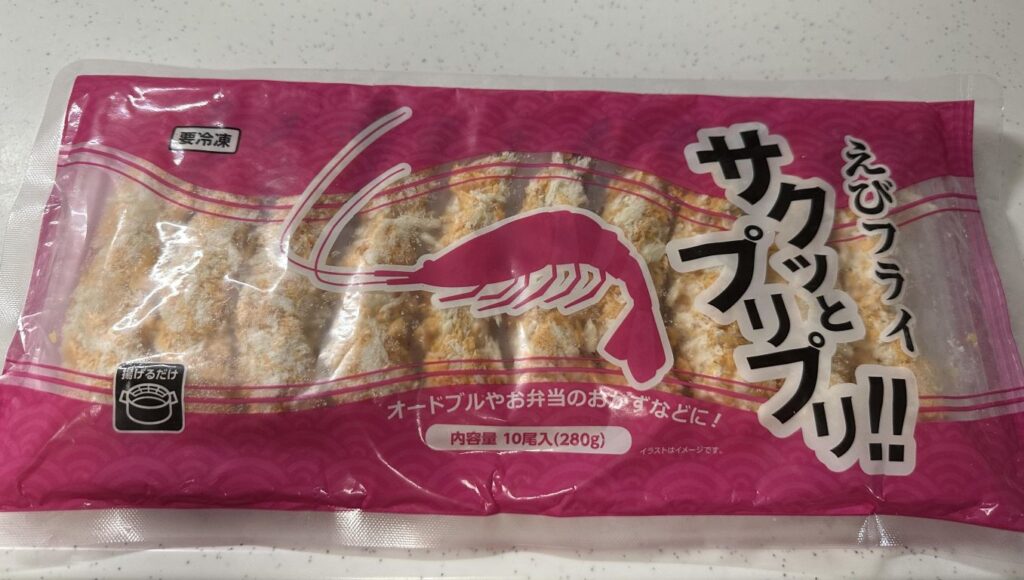 要冷凍
えびフライ
サクッと
プリプリ!!
揚げるだけ
オードブルやお弁当のおかずなどに!
内容量 10尾入(280g)
イラストはイメージです。